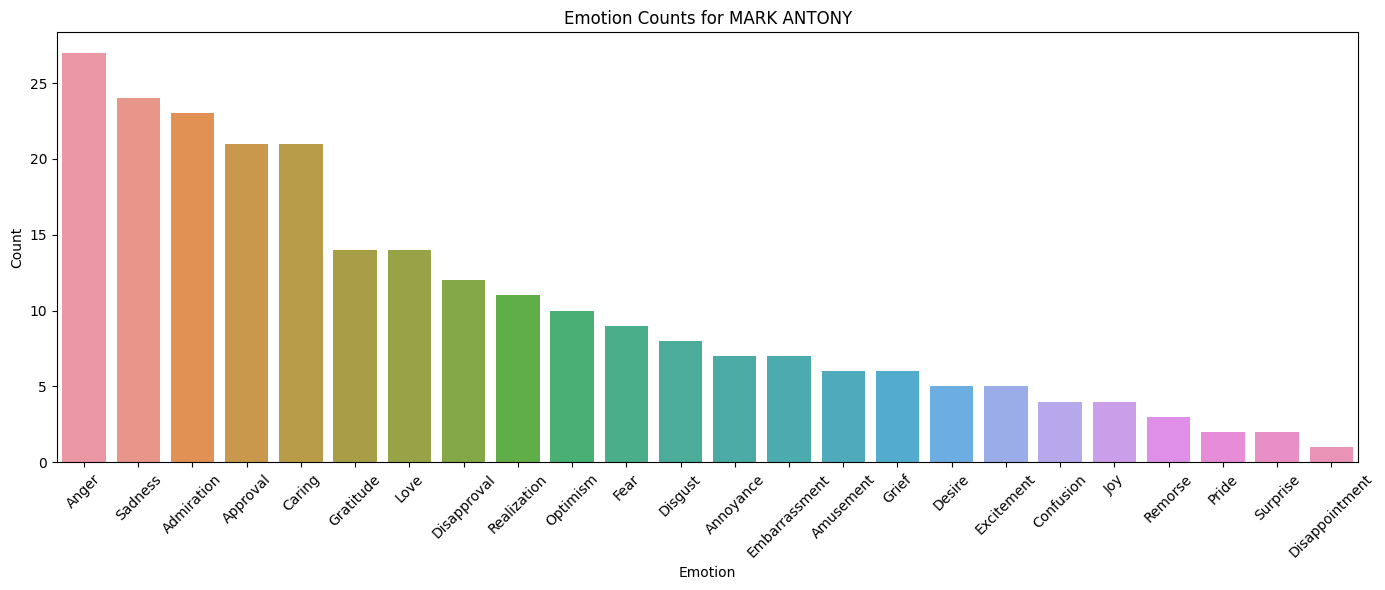 Emotion Counts for MARK ANTONY
Count
25
20
15
10
5
0
Anger
Sadness
Admiration
Approval
Caring
Gratitude
Love
Disapproval
Realization
Optimism
Fear
Disgust
Annoyance
Embarrassment
Amusement
Grief
Desire
Excitement
Confusion
Joy
Remorse
Pride
Surprise
Disappointment
Emotion